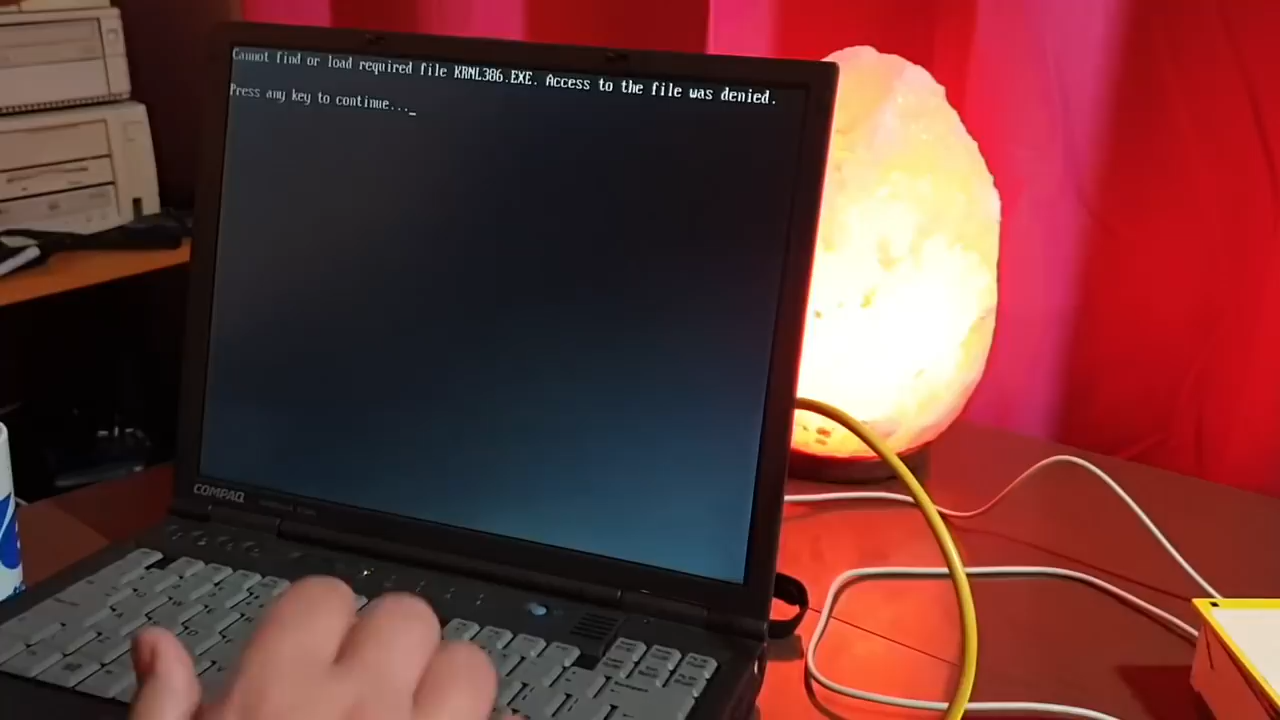 Cannot find or load required file KRNL386.EXE. Access to the file was denied.
Press any key to continue..._
COMPAQ